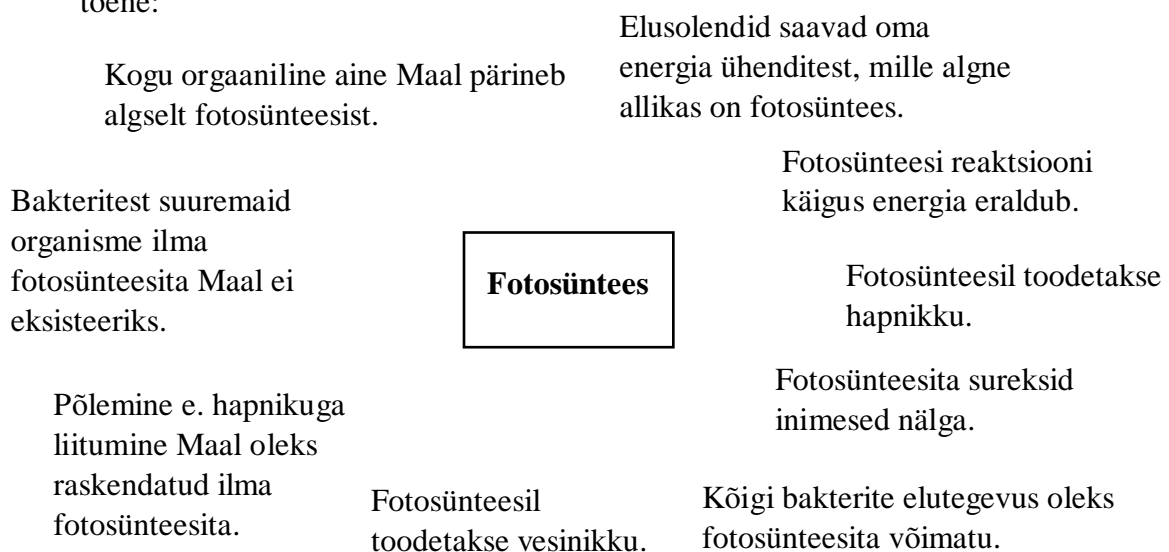 tõene:
Kogu orgaaniline aine Maal pärineb
algselt fotosünteesist.
Elusolendid saavad oma
energia ühenditest, mille algne
allikas on fotosüntees.
Fotosünteesi reaktsiooni
käigus energia eraldub.
Bakteritest suuremaid
organisme ilma
fotosünteesita Maal ei
eksisteeriks.
Fotosüntees
Fotosünteesil toodetakse
hapnikku.
Fotosünteesita sureksid
inimesed nälga.
Põlemine e. hapnikuga
liitumine Maal oleks
raskendatud ilma
fotosünteesita.
Fotosünteesil
toodetakse vesinikku.
Kõigi bakterite elutegevus oleks
fotosünteesita võimatu.